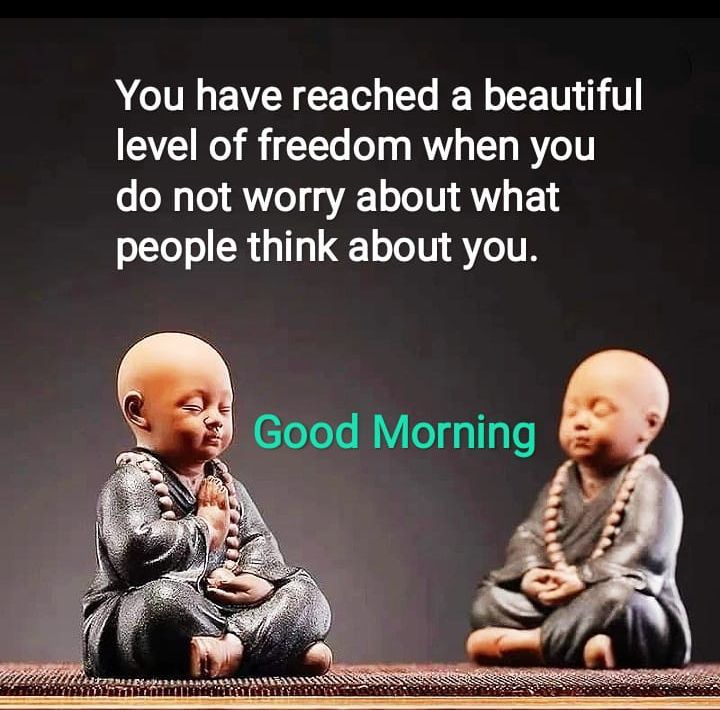 You have reached a beautiful
level of freedom when you
do not worry about what
people think about you.
Good Morning